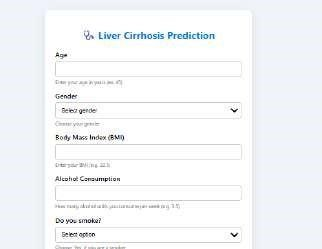 Liver Cirrhosis Prediction
Age
Enter your age in years (ex: 45)
Gender
Select gender
Choose your gender
Body Mass Index (BMI)
Enter your BMI (e.g. 22.5)
Alcohol Consumption
How many alcohol units you consume per week (e.g. 3.5)
Do you smoke?
Select option
Choose 'Yes' if you are a smoker